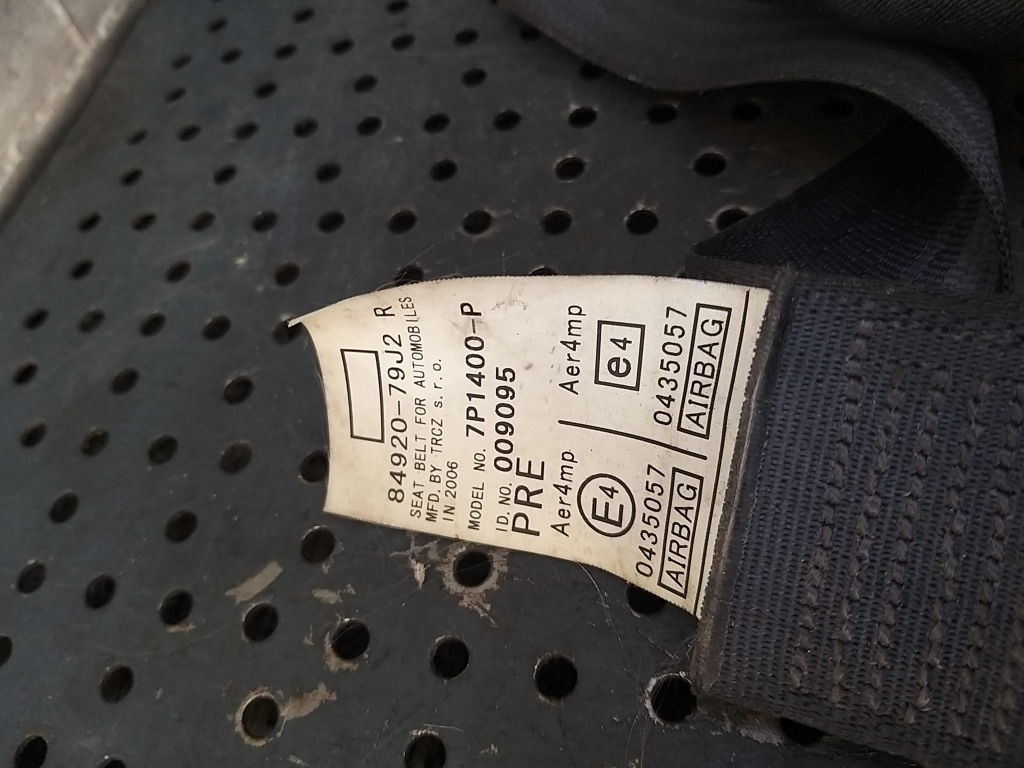 84920-79J2 R
SEAT BELT FOR AUTOMOBILES
MFD. BY TRCZ s. r. o.
IN 2006
MODEL NO. 7P1400-P
I D. NO. 009095
PRE
Aer4mp / Aer4mp
E4 e4
0435057 0435057
AIRBAG AIRBAG